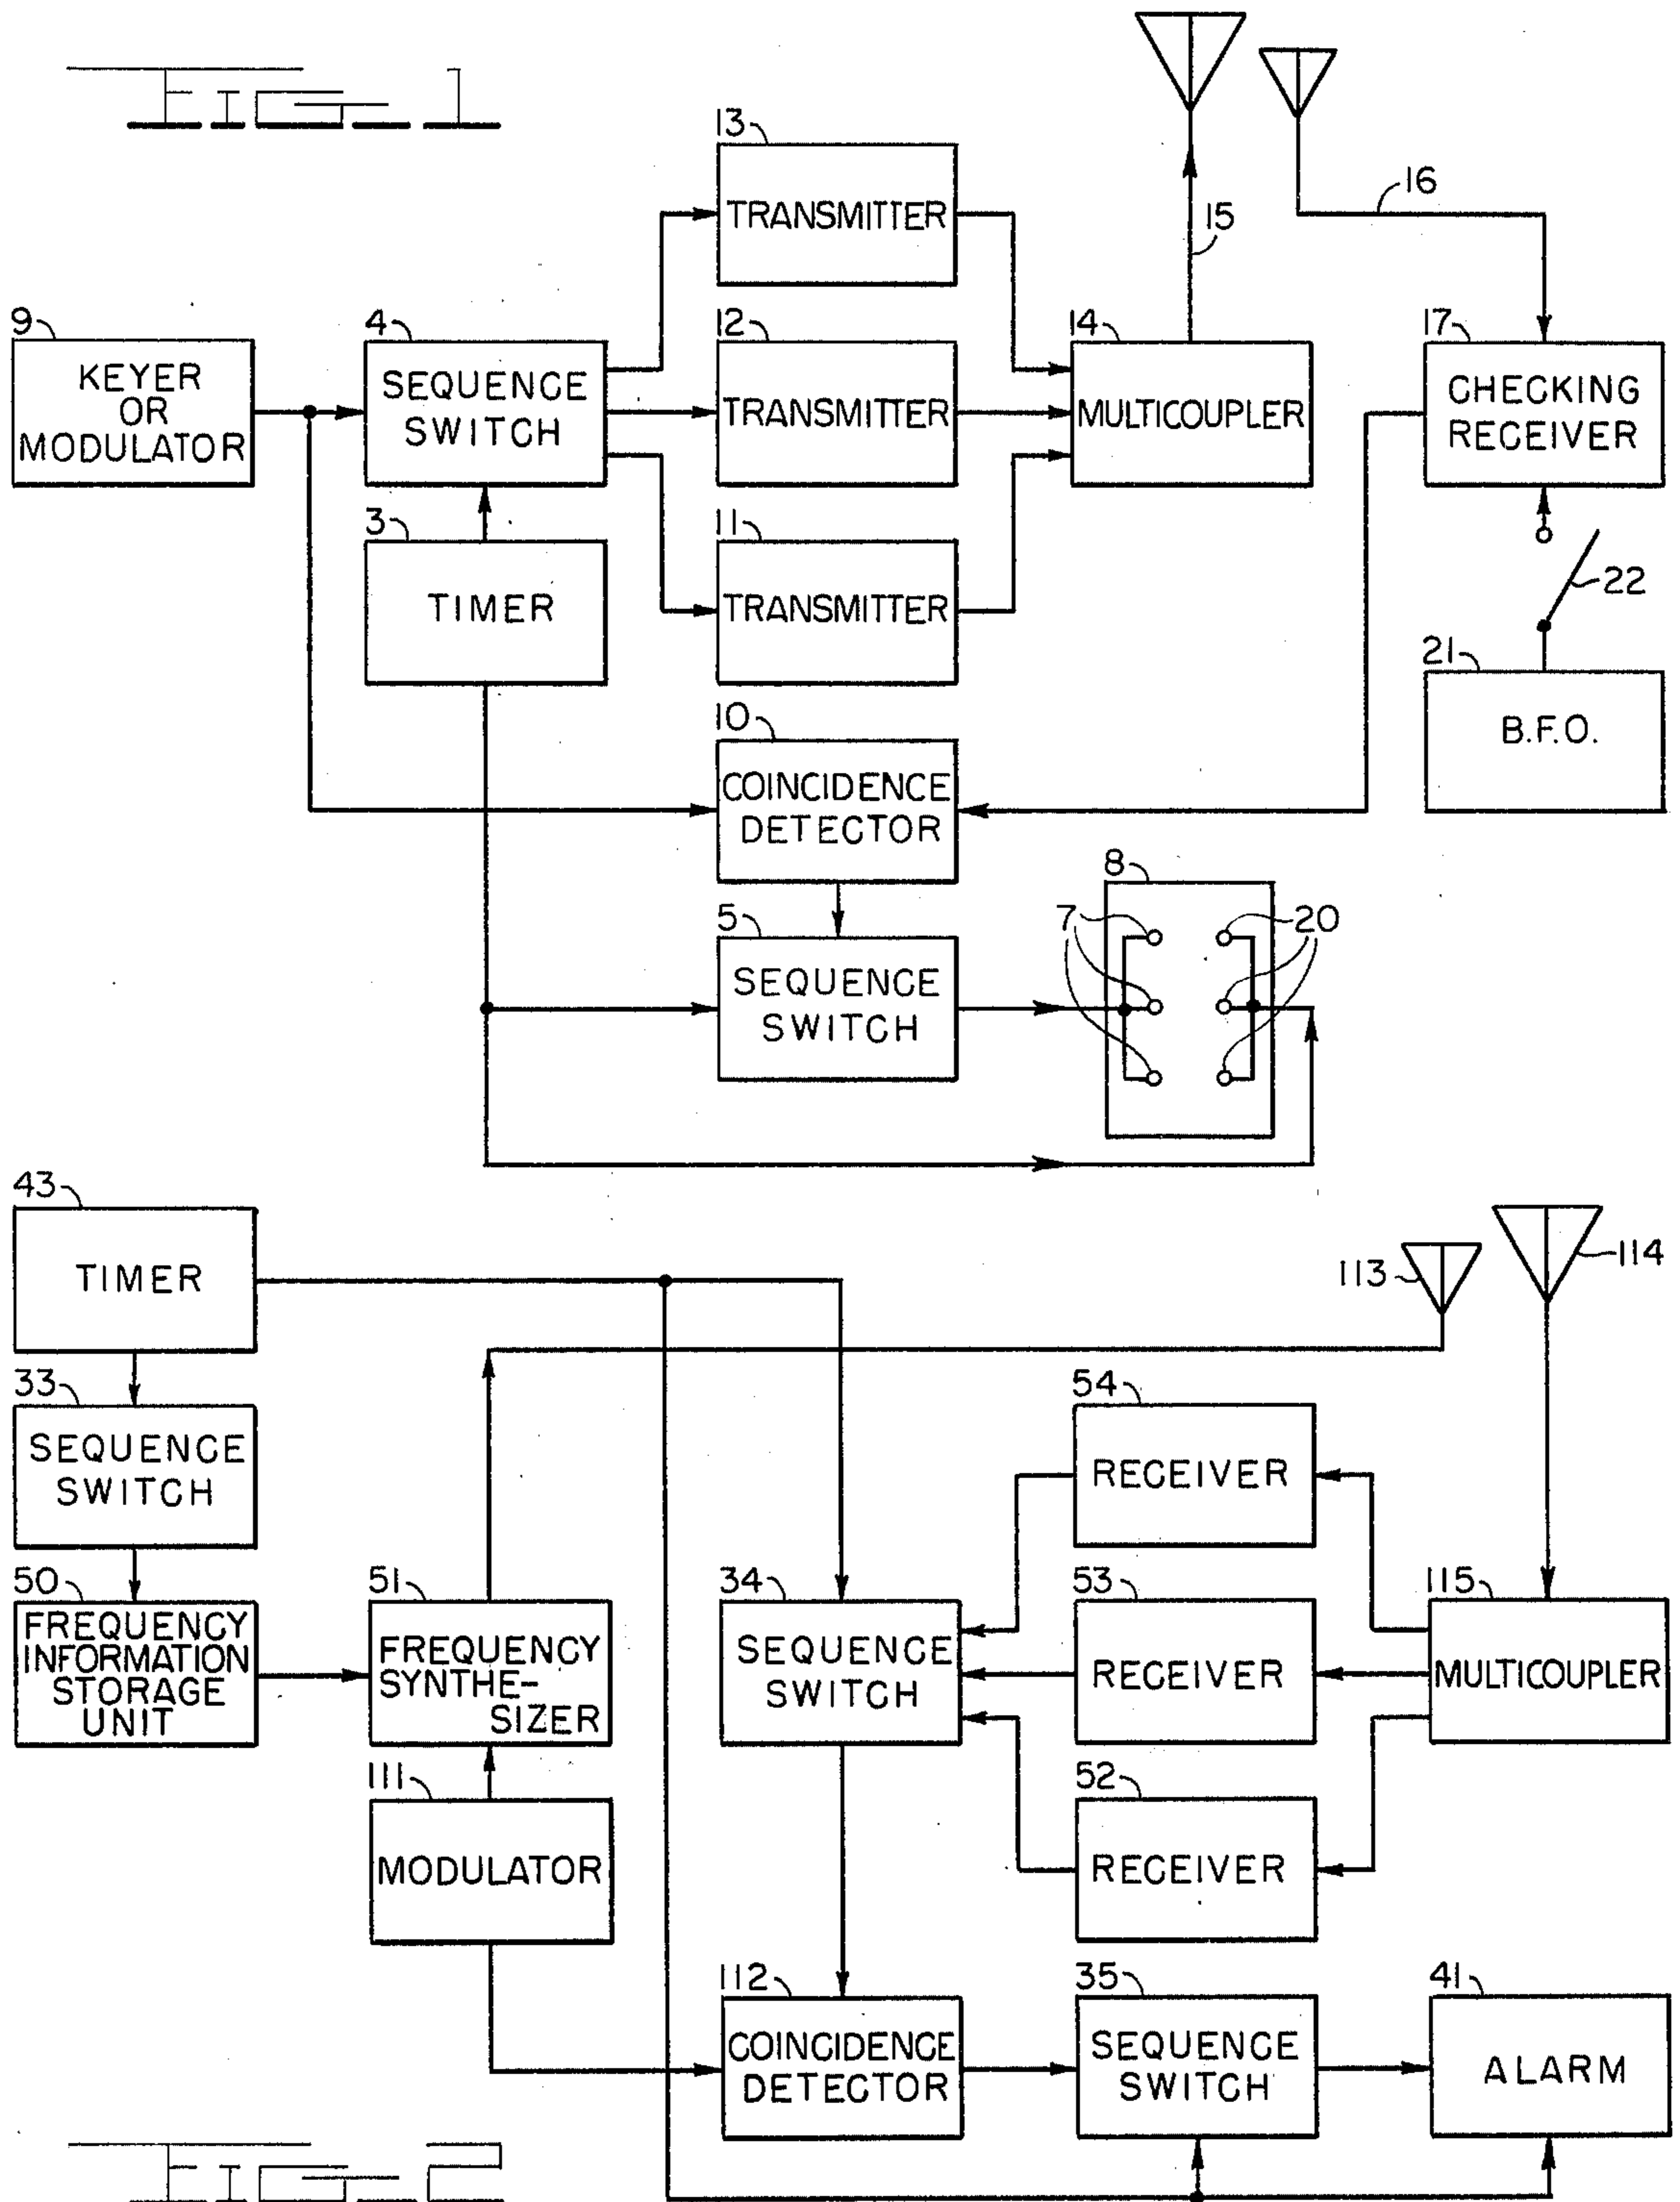 FIG-1
13
TRANSMITTER
15
16
9
KEYER
OR
MODULATOR
4
SEQUENCE
SWITCH
12
TRANSMITTER
14
MULTICOUPLER
17
CHECKING
RECEIVER
3
TIMER
11
TRANSMITTER
22
21
B.F.O.
10
COINCIDENCE
DETECTOR
8
7
20
5
SEQUENCE
SWITCH
43
TIMER
113
114
33
SEQUENCE
SWITCH
54
RECEIVER
50
FREQUENCY
INFORMATION
STORAGE
UNIT
51
FREQUENCY
SYNTHE-
SIZER
34
SEQUENCE
SWITCH
53
RECEIVER
115
MULTICOUPLER
111
MODULATOR
52
RECEIVER
112
COINCIDENCE
DETECTOR
35
SEQUENCE
SWITCH
41
ALARM
FIG-2